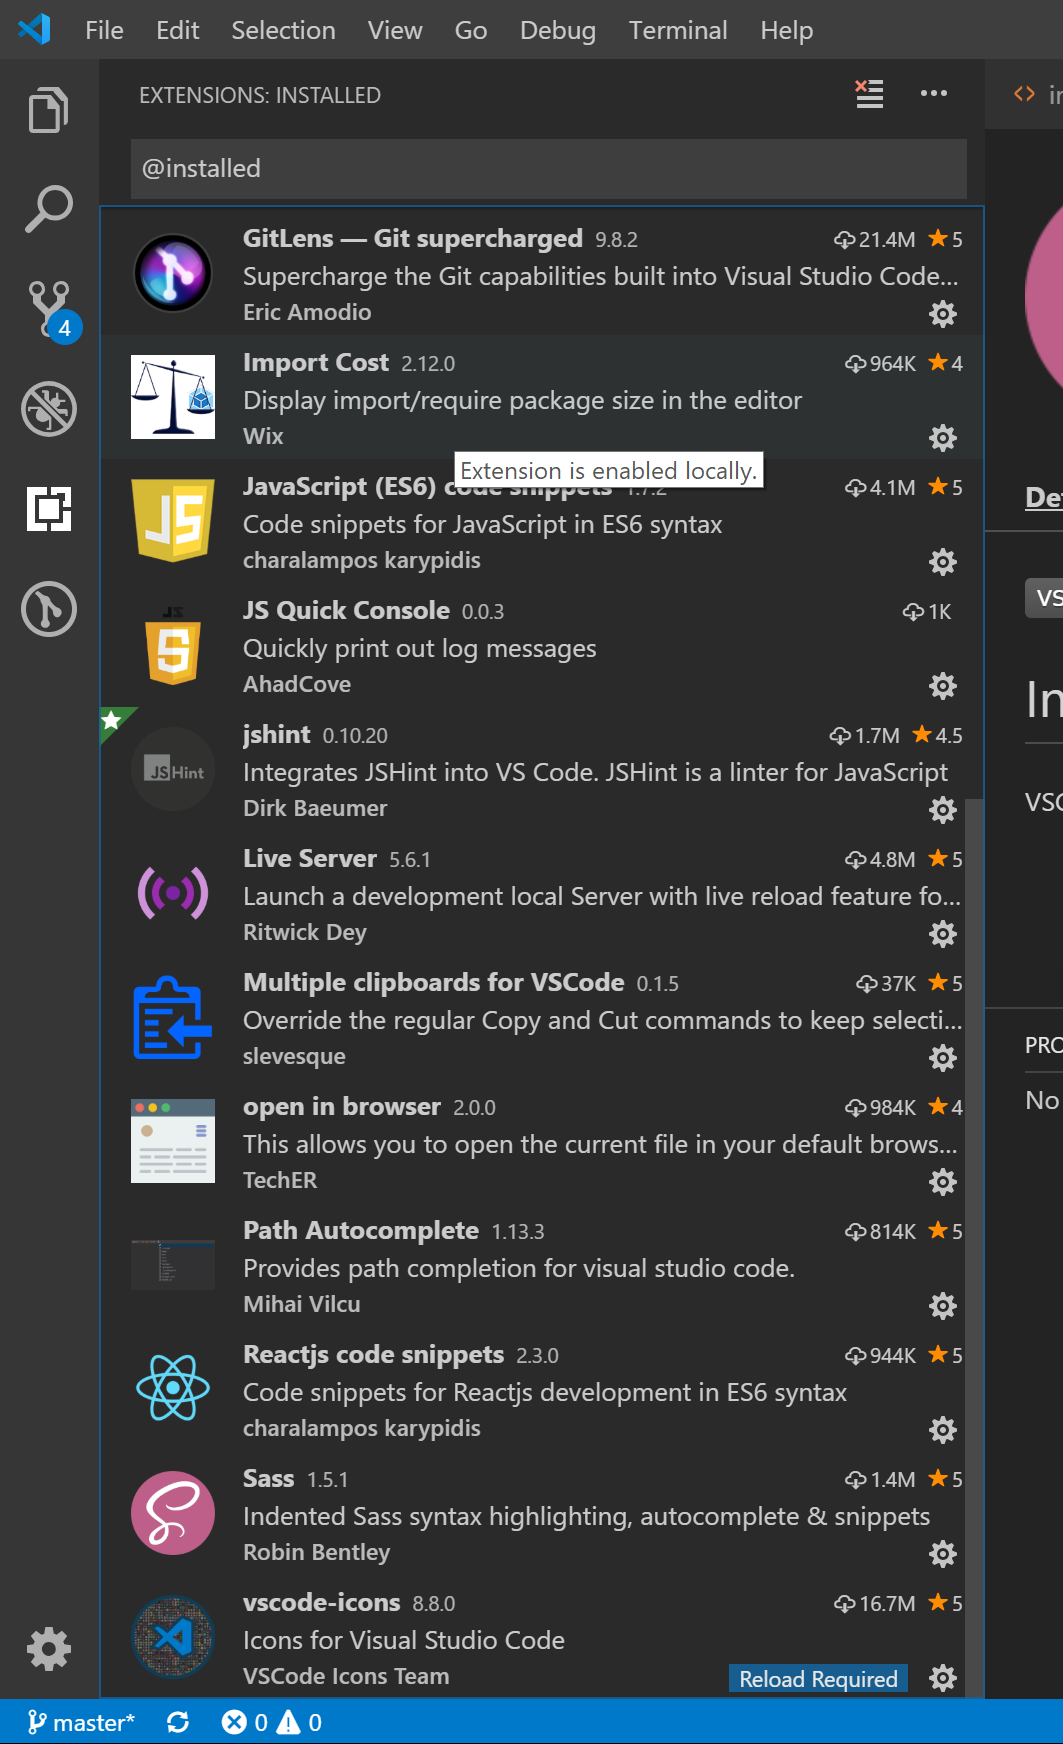 File Edit Selection View Go Debug Terminal Help
EXTENSIONS: INSTALLED
@installed
GitLens — Git supercharged 9.8.2 21.4M 5
Supercharge the Git capabilities built into Visual Studio Code...
Eric Amodio
4
Import Cost 2.12.0 964K 4
Display import/require package size in the editor
Wix
Extension is enabled locally.
JavaScript (ES6) code snippets 1.7.2 4.1M 5
Code snippets for JavaScript in ES6 syntax
charalampos karypidis
JS
JS Quick Console 0.0.3 1K
Quickly print out log messages
AhadCove
JS
jshint 0.10.20 1.7M 4.5
Integrates JSHint into VS Code. JSHint is a linter for JavaScript
Dirk Baeumer
JSHint
Live Server 5.6.1 4.8M 5
Launch a development local Server with live reload feature fo...
Ritwick Dey
Multiple clipboards for VSCode 0.1.5 37K 5
Override the regular Copy and Cut commands to keep selecti...
slevesque
open in browser 2.0.0 984K 4
This allows you to open the current file in your default brows...
TechER
Path Autocomplete 1.13.3 814K 5
Provides path completion for visual studio code.
Mihai Vilcu
Reactjs code snippets 2.3.0 944K 5
Code snippets for Reactjs development in ES6 syntax
charalampos karypidis
Sass 1.5.1 1.4M 5
Indented Sass syntax highlighting, autocomplete & snippets
Robin Bentley
vscode-icons 8.8.0 16.7M 5
Icons for Visual Studio Code
VSCode Icons Team Reload Required
No
master* 0 0